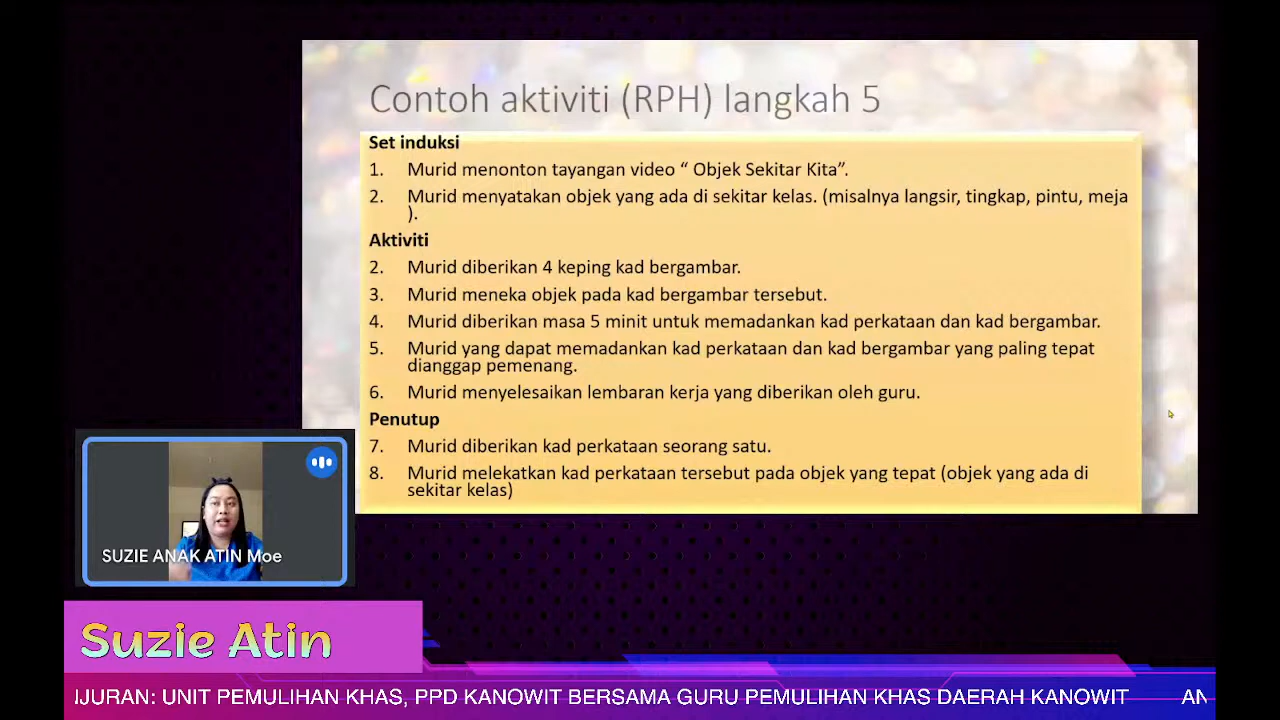 Contoh aktiviti (RPH) langkah 5
Set induksi
1. Murid menonton tayangan video “ Objek Sekitar Kita”.
2. Murid menyatakan objek yang ada di sekitar kelas. (misalnya langsir, tingkap, pintu, meja
).
Aktiviti
2. Murid diberikan 4 keping kad bergambar.
3. Murid meneka objek pada kad bergambar tersebut.
4. Murid diberikan masa 5 minit untuk memadankan kad perkataan dan kad bergambar.
5. Murid yang dapat memadankan kad perkataan dan kad bergambar yang paling tepat
dianggap pemenang.
6. Murid menyelesaikan lembaran kerja yang diberikan oleh guru.
Penutup
7. Murid diberikan kad perkataan seorang satu.
8. Murid melekatkan kad perkataan tersebut pada objek yang tepat (objek yang ada di
sekitar kelas)
SUZIE ANAK ATIN Moe
Suzie Atin
IJURAN: UNIT PEMULIHAN KHAS, PPD KANOWIT BERSAMA GURU PEMULIHAN KHAS DAERAH KANOWIT AN